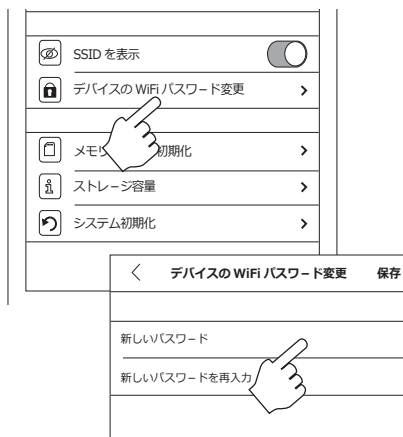 SSID を表示
デバイスの WiFi パスワード変更
メモリ 初期化
ストレージ容量
システム初期化
デバイスの WiFi パスワード変更 保存
新しいパスワード
新しいパスワードを再入力